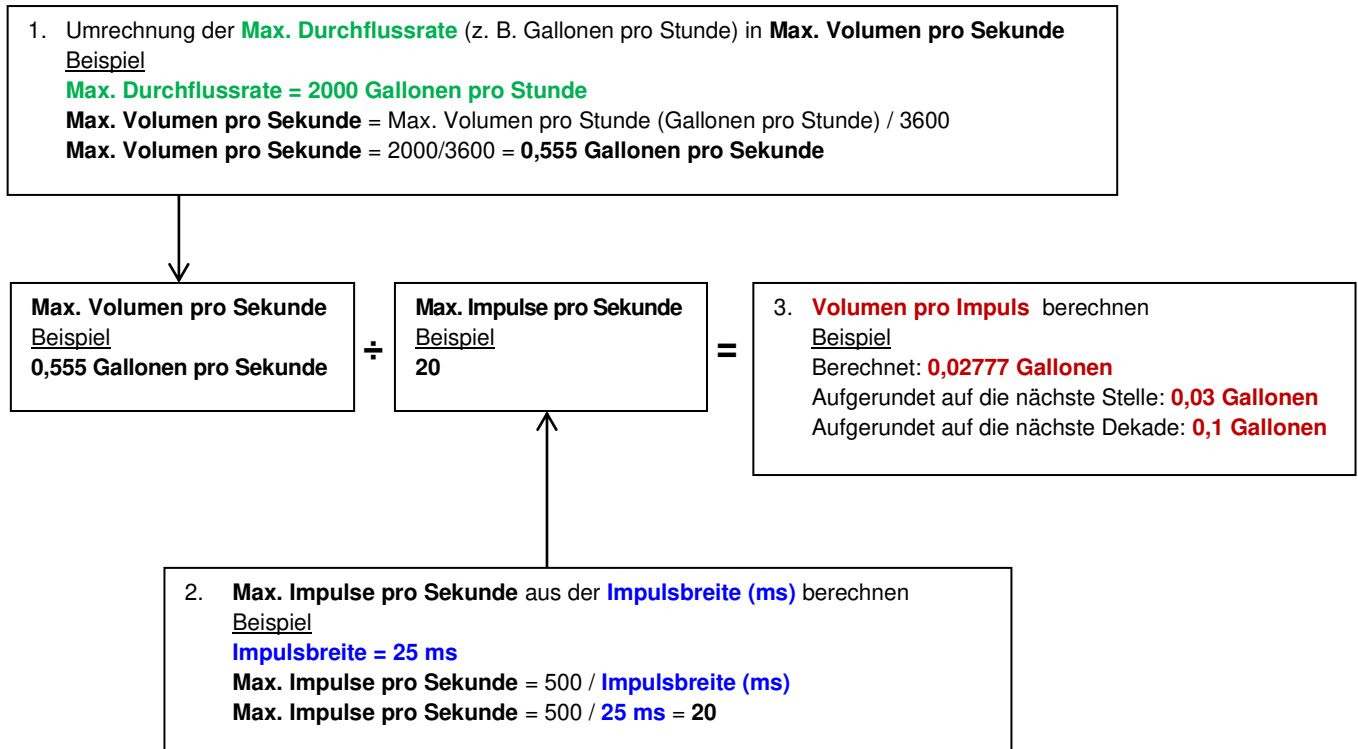 1. Umrechnung der Max. Durchflussrate (z. B. Gallonen pro Stunde) in Max. Volumen pro Sekunde
Beispiel
Max. Durchflussrate = 2000 Gallonen pro Stunde
Max. Volumen pro Sekunde = Max. Volumen pro Stunde (Gallonen pro Stunde) / 3600
Max. Volumen pro Sekunde = 2000/3600 = 0,555 Gallonen pro Sekunde
Max. Volumen pro Sekunde
Beispiel
0,555 Gallonen pro Sekunde
÷
Max. Impulse pro Sekunde
Beispiel
20
=
3. Volumen pro Impuls berechnen
Beispiel
Berechnet: 0,02777 Gallonen
Aufgerundet auf die nächste Stelle: 0,03 Gallonen
Aufgerundet auf die nächste Dekade: 0,1 Gallonen
2. Max. Impulse pro Sekunde aus der Impulsbreite (ms) berechnen
Beispiel
Impulsbreite = 25 ms
Max. Impulse pro Sekunde = 500 / Impulsbreite (ms)
Max. Impulse pro Sekunde = 500 / 25 ms = 20